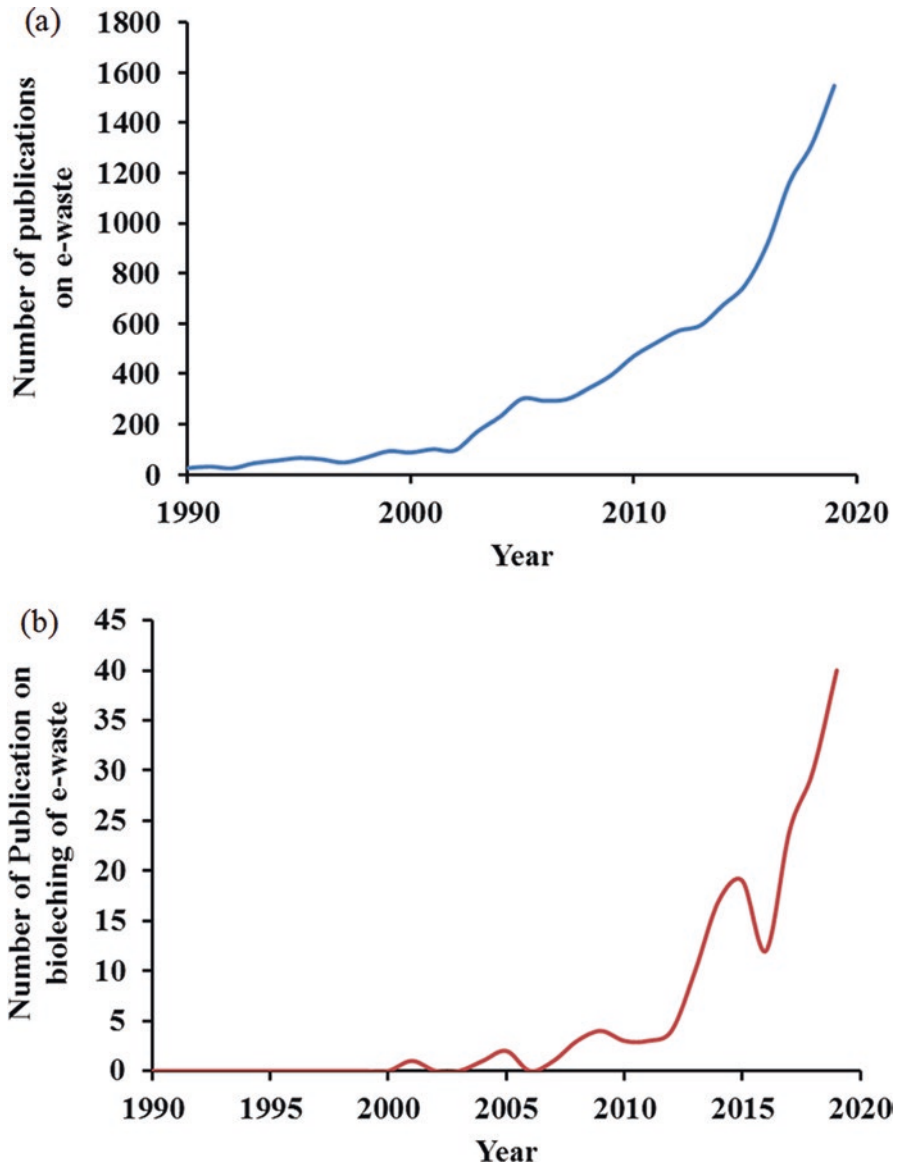 (a)
Number of publications
on e-waste
1800
1600
1400
1200
1000
800
600
400
200
0
1990 2000 2010 2020
Year
(b)
Number of Publication on
bioleching of e-waste
45
40
35
30
25
20
15
10
5
0
1990 1995 2000 2005 2010 2015 2020
Year